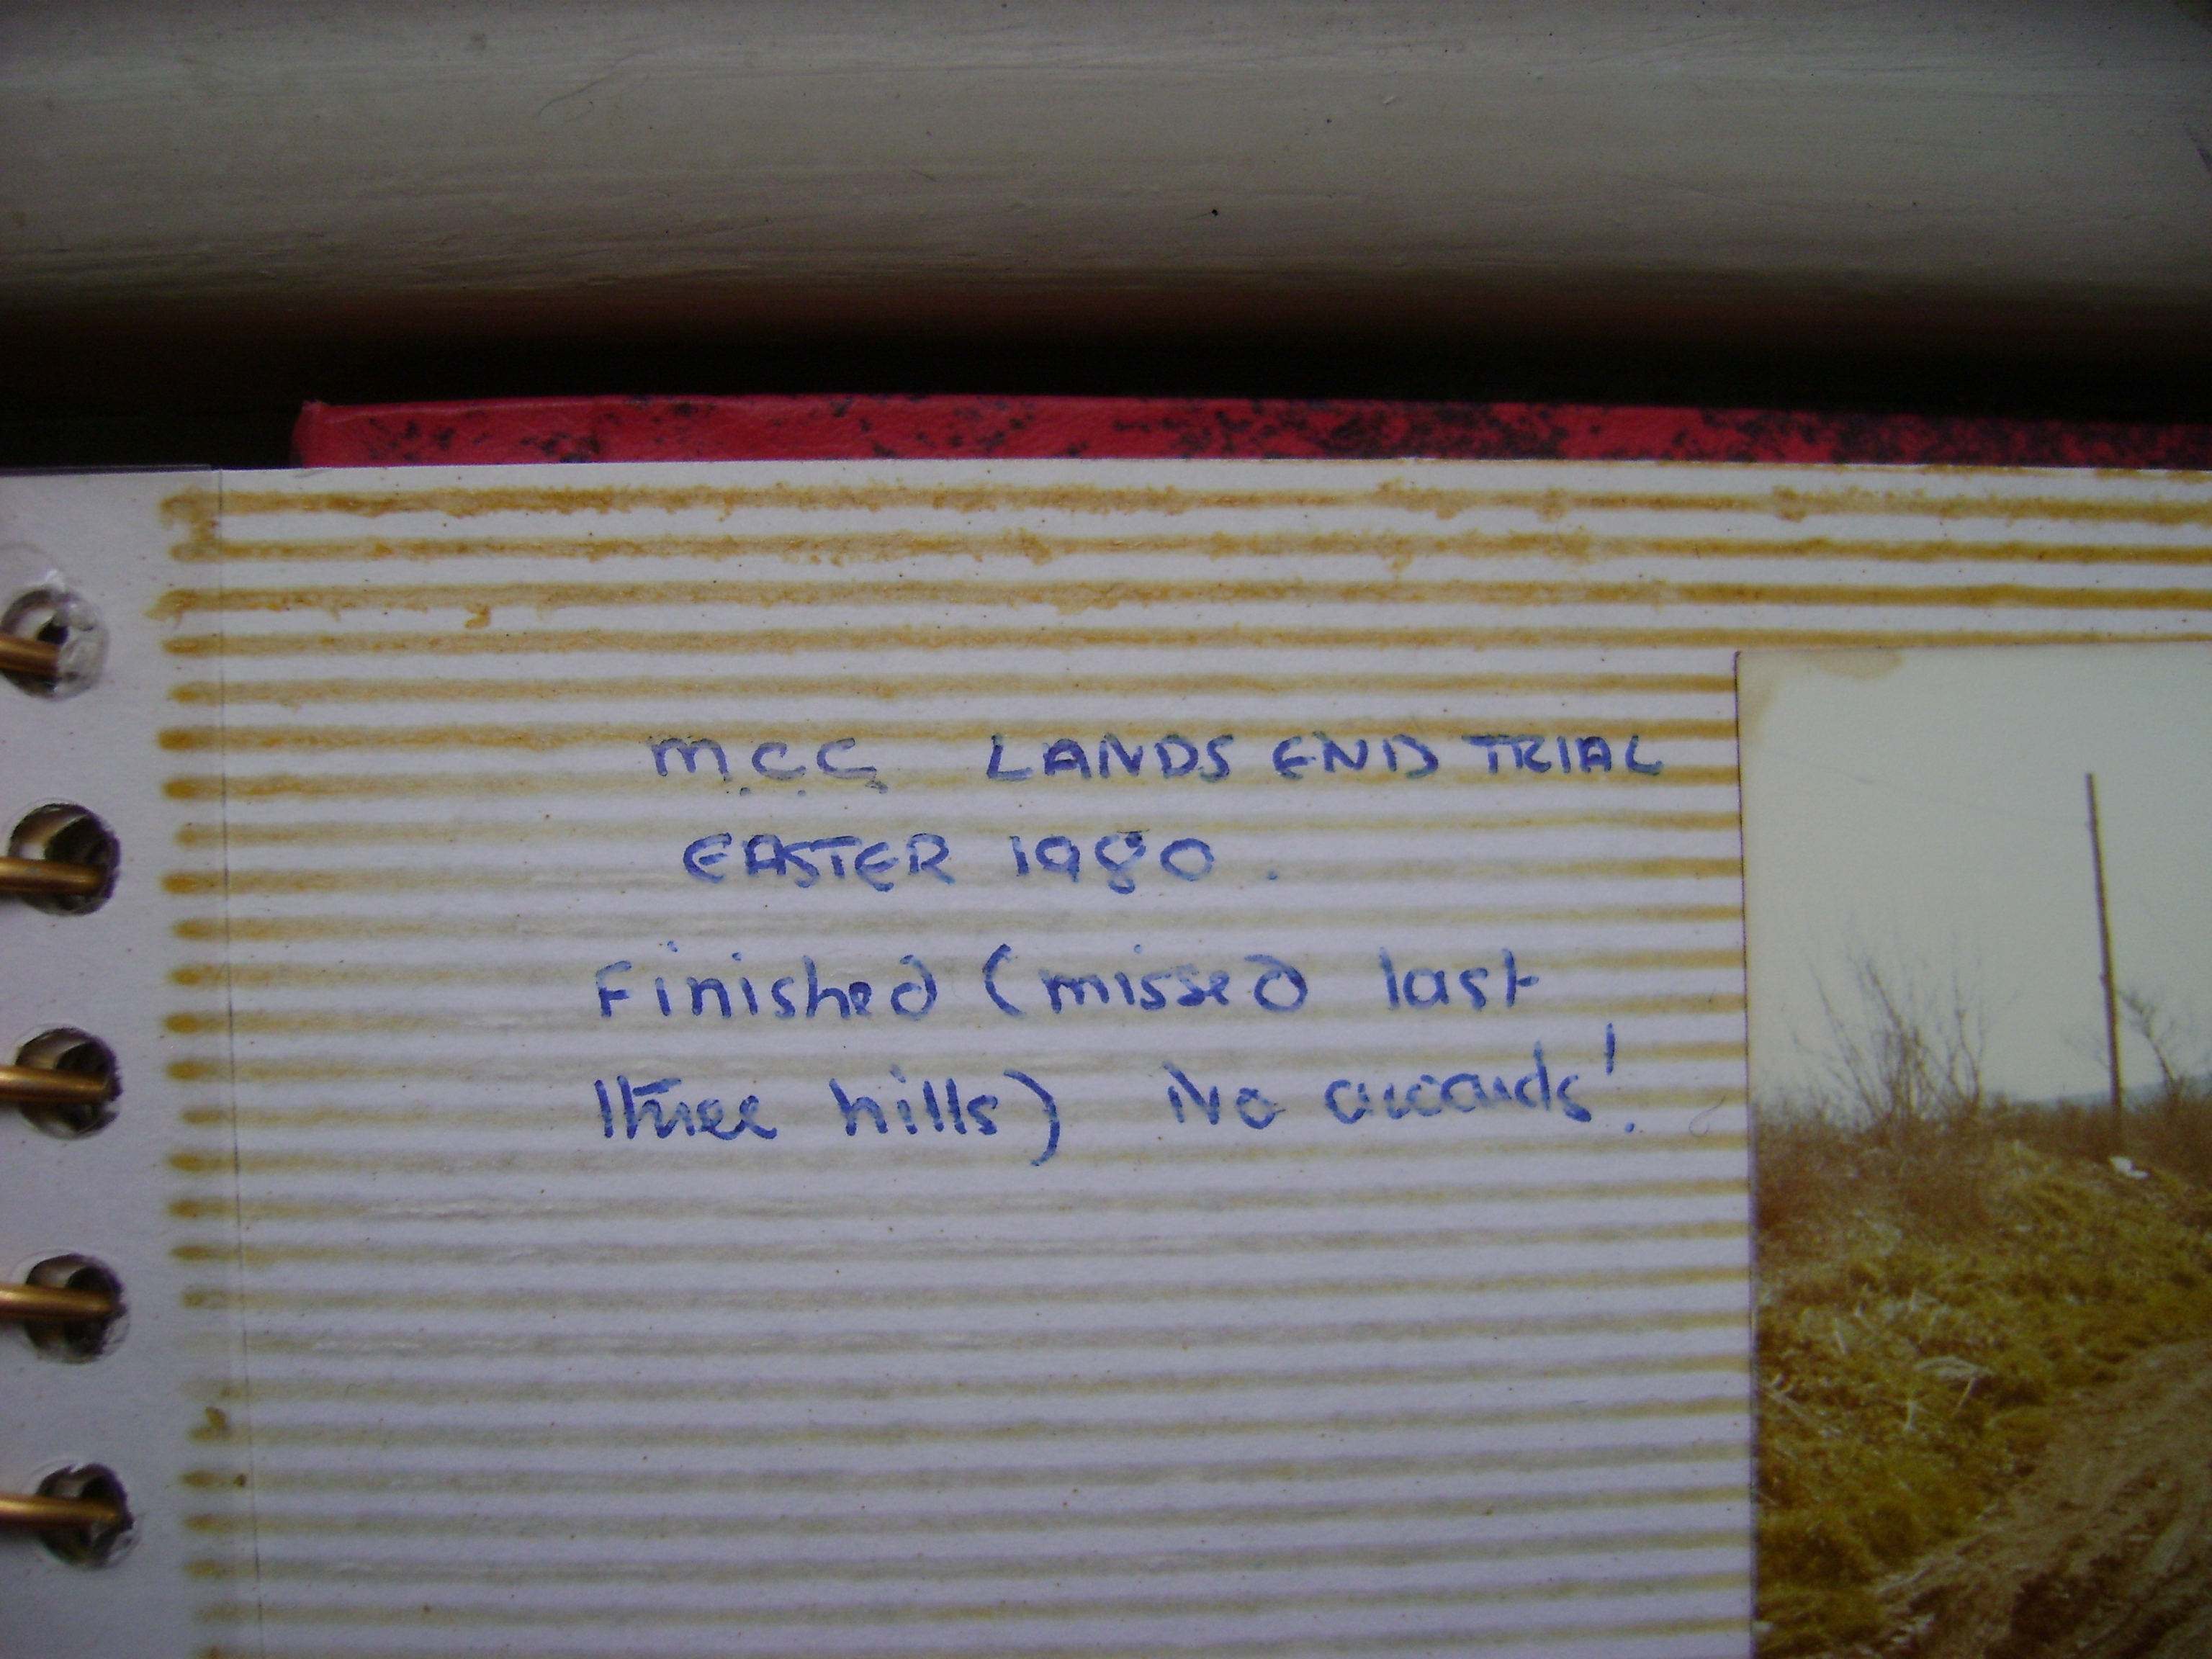 M.C.C. LANDS END TRIAL
EASTER 1980.
Finished (missed last
three hills) No awards!